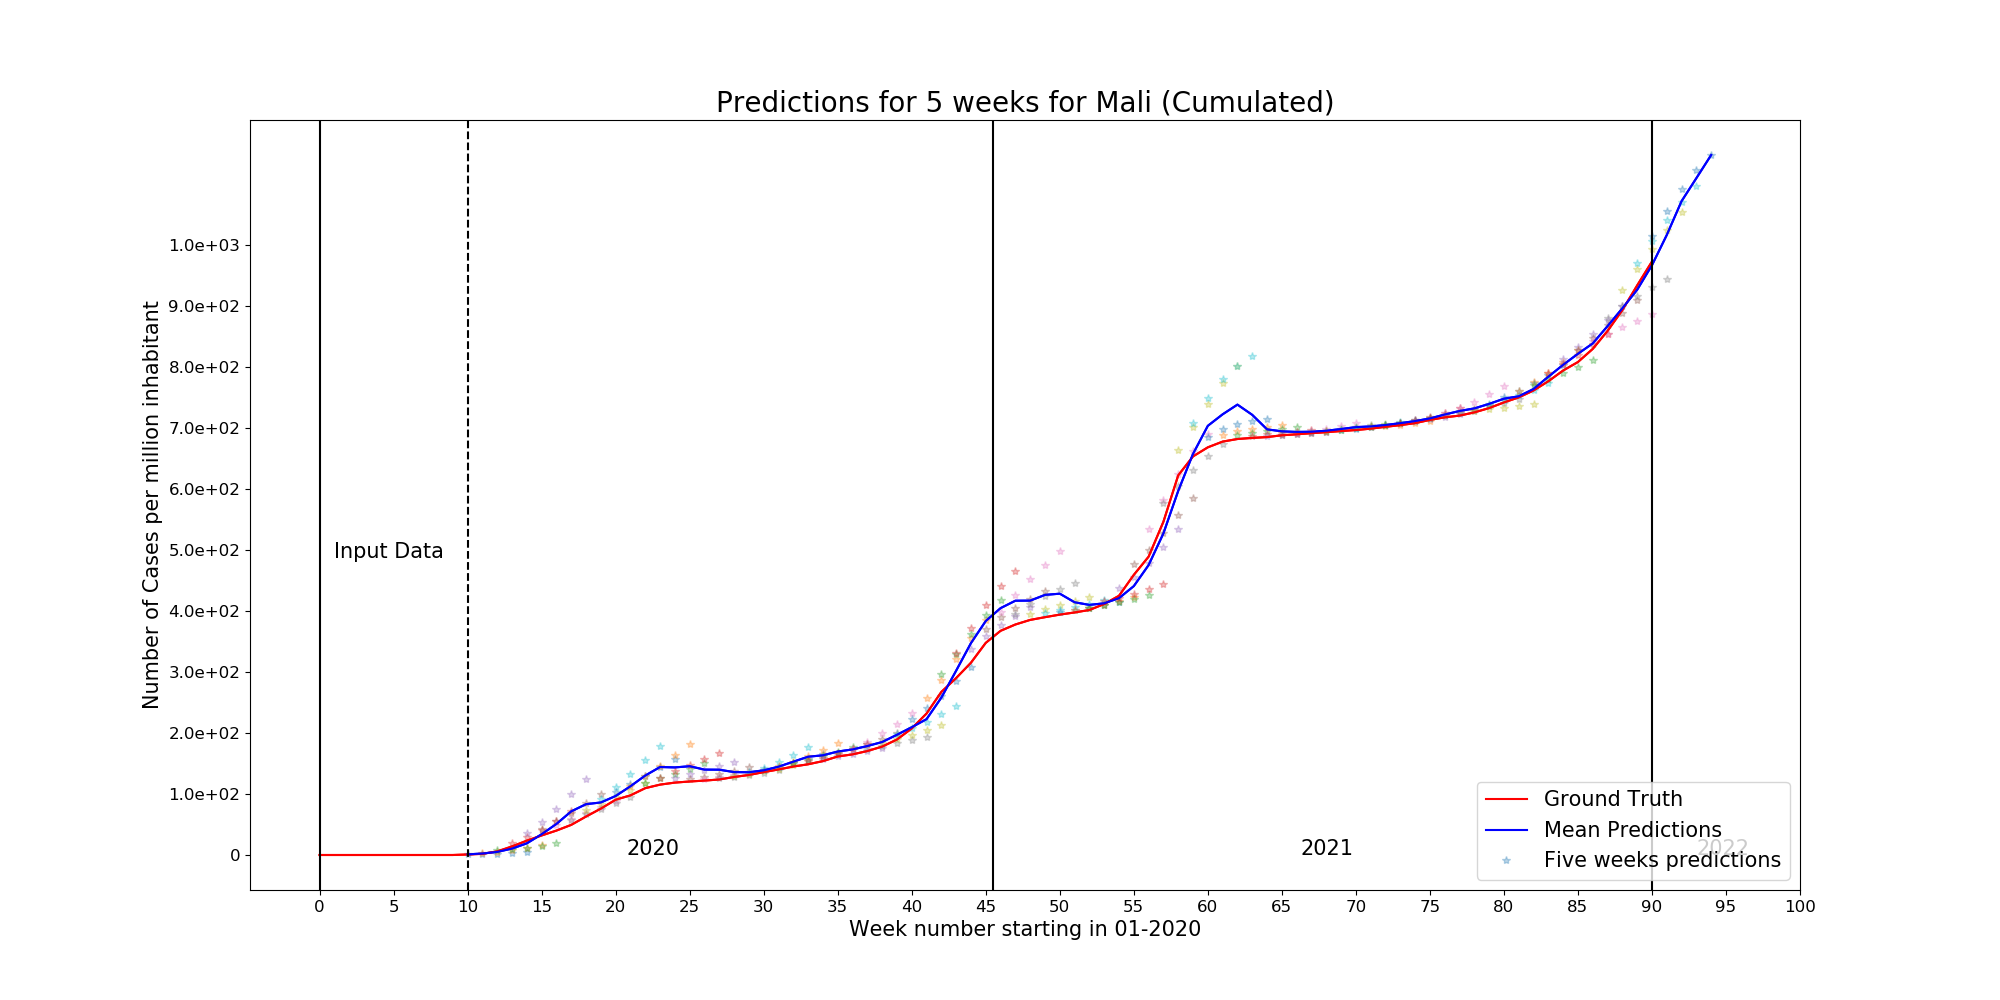 Predictions for 5 weeks for Mali (Cumulated)
Number of Cases per million inhabitant
1.0e+03
9.0e+02
8.0e+02
7.0e+02
6.0e+02
5.0e+02
4.0e+02
3.0e+02
2.0e+02
1.0e+02
0
Input Data
2020
2021
2022
Ground Truth
Mean Predictions
Five weeks predictions
0 5 10 15 20 25 30 35 40 45 50 55 60 65 70 75 80 85 90 95 100
Week number starting in 01-2020